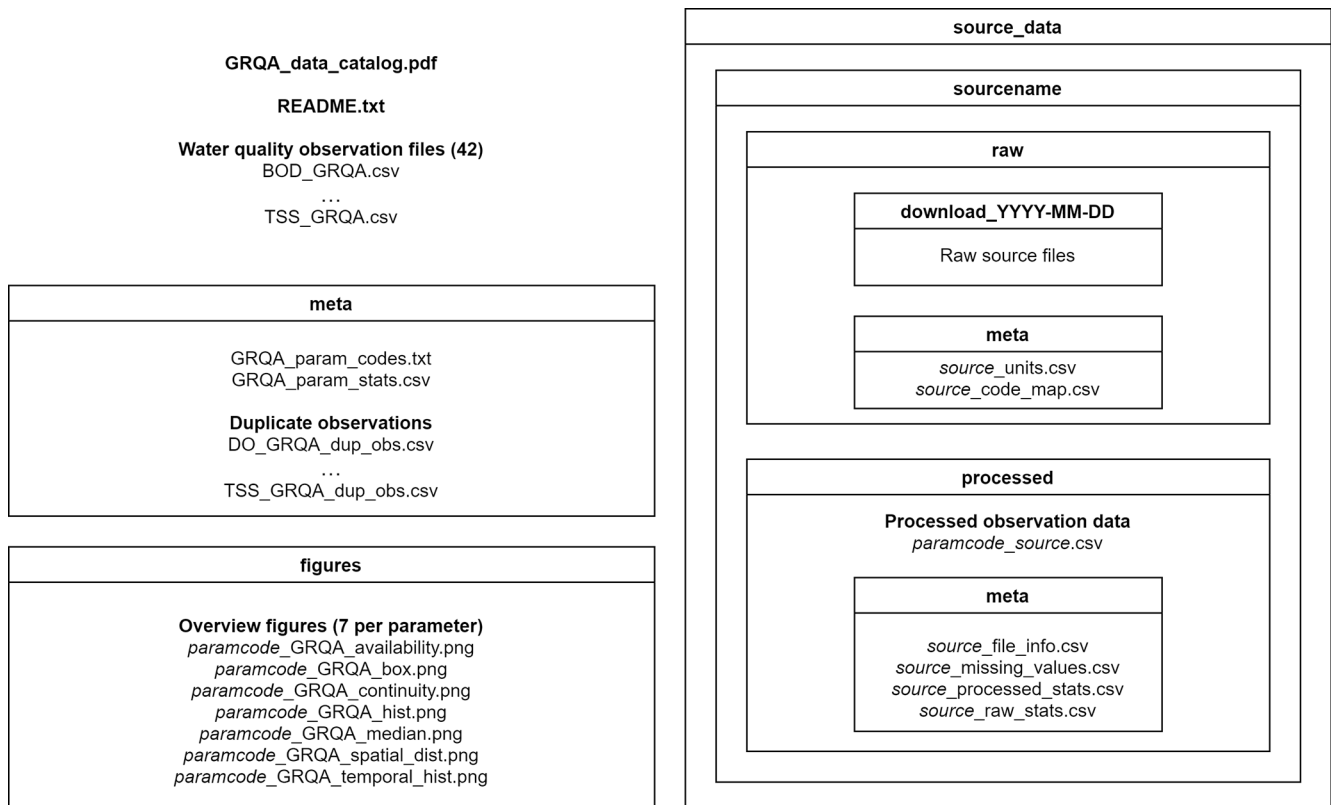 GRQA_data_catalog.pdf
README.txt
Water quality observation files (42)
BOD_GRQA.csv
...
TSS_GRQA.csv
meta
GRQA_param_codes.txt
GRQA_param_stats.csv
Duplicate observations
DO_GRQA_dup_obs.csv
...
TSS_GRQA_dup_obs.csv
figures
Overview figures (7 per parameter)
paramcode_GRQA_availability.png
paramcode_GRQA_box.png
paramcode_GRQA_continuity.png
paramcode_GRQA_hist.png
paramcode_GRQA_median.png
paramcode_GRQA_spatial_dist.png
paramcode_GRQA_temporal_hist.png
source_data
sourcename
raw
download_YYYY-MM-DD
Raw source files
meta
source_units.csv
source_code_map.csv
processed
Processed observation data
paramcode_source.csv
meta
source_file_info.csv
source_missing_values.csv
source_processed_stats.csv
source_raw_stats.csv